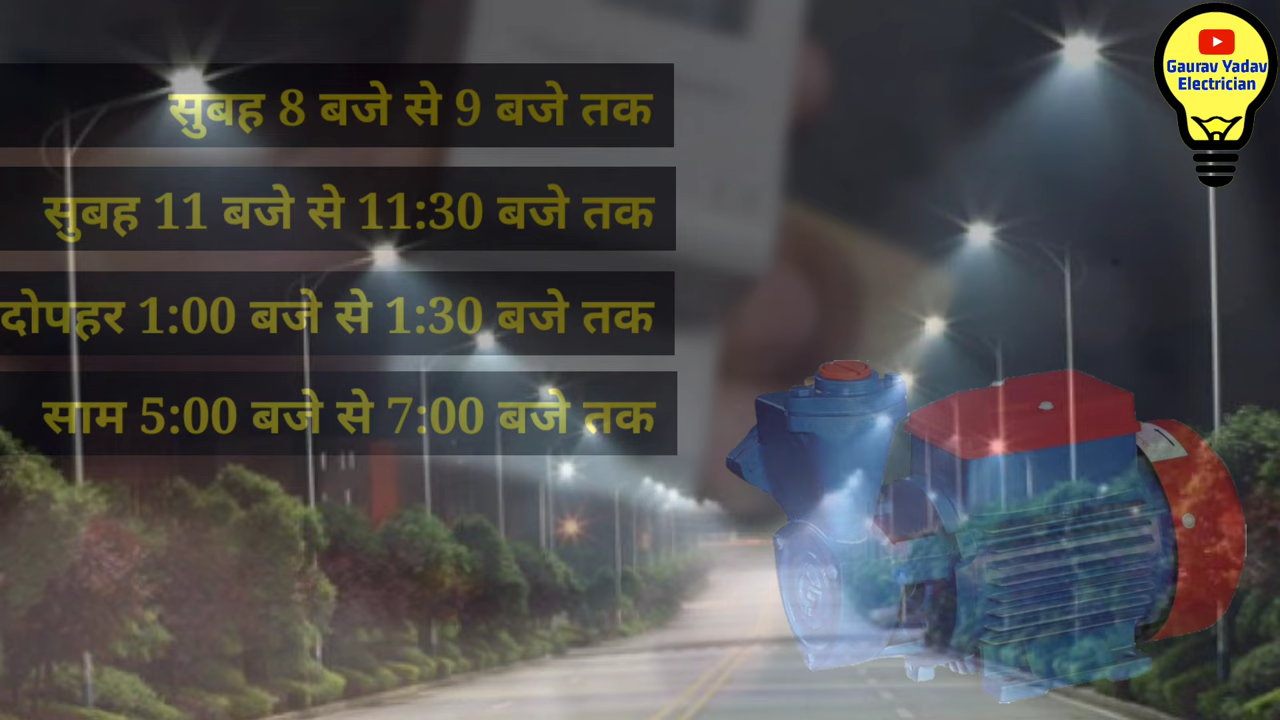 सुबह 8 बजे से 9 बजे तक
सुबह 11 बजे से 11:30 बजे तक
दोपहर 1:00 बजे से 1:30 बजे तक
साम 5:00 बजे से 7:00 बजे तक
Gaurav Yadav
Electrician